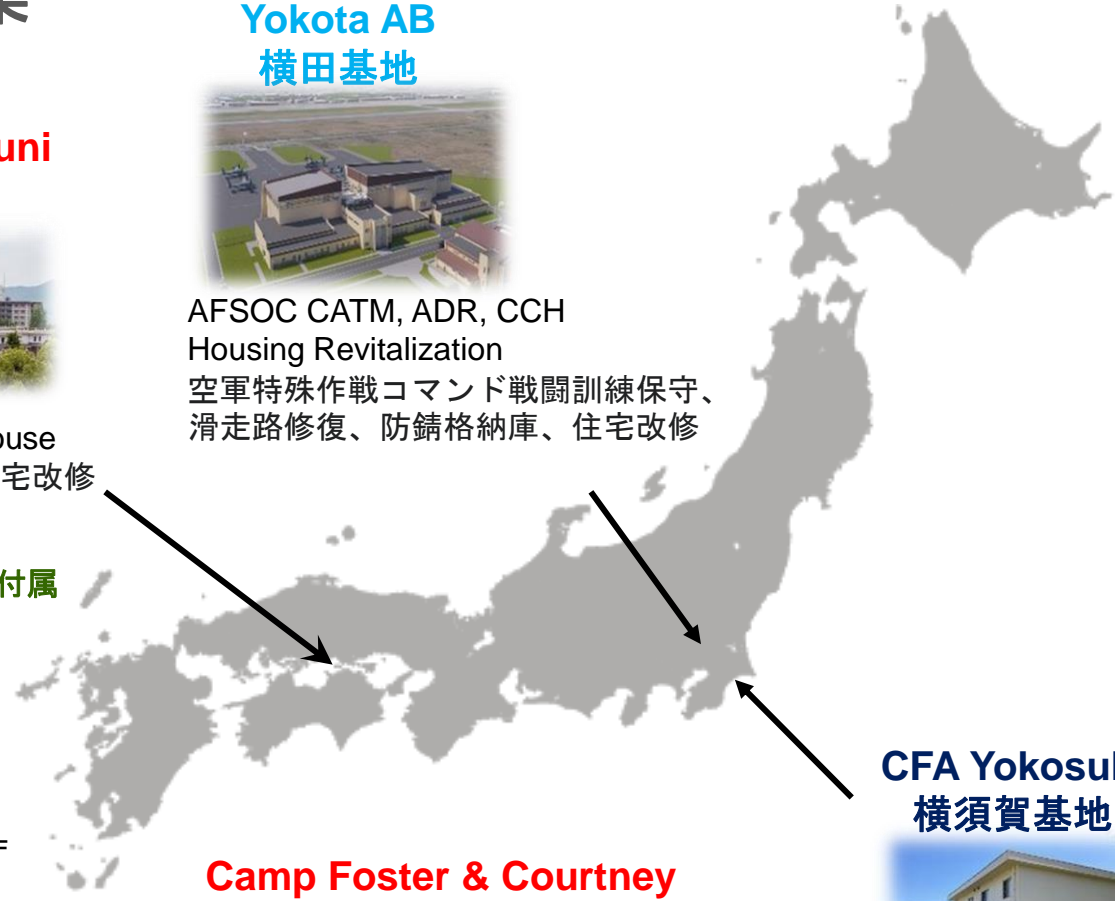 業
Yokota AB
横田基地
uni
AFSOC CATM, ADR, CCH
Housing Revitalization
空軍特殊作戦コマンド戦闘訓練保守、
滑走路修復、防錆格納庫、住宅改修
ouse
宅改修
付属
CFA Yokosuk
横須賀基地
Camp Foster & Courtney